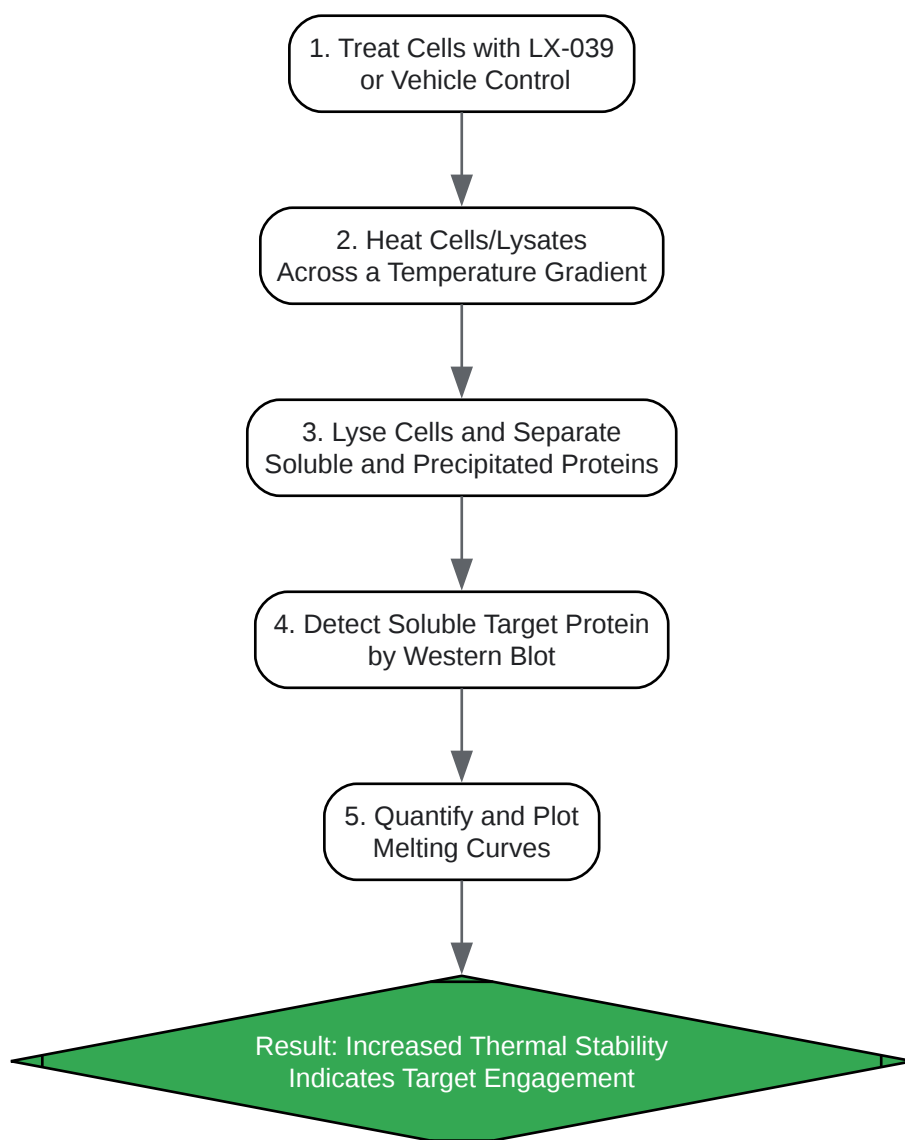 1. Treat Cells with LX-039
or Vehicle Control
2. Heat Cells/Lysates
Across a Temperature Gradient
3. Lyse Cells and Separate
Soluble and Precipitated Proteins
4. Detect Soluble Target Protein
by Western Blot
5. Quantify and Plot
Melting Curves
Result: Increased Thermal Stability
Indicates Target Engagement